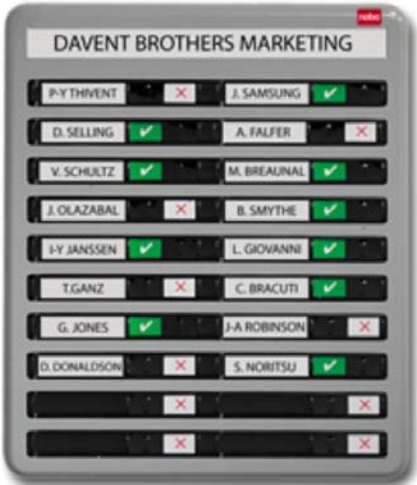 nobo
DAVENT BROTHERS MARKETING
P-Y THIVENT J. SAMSUNG
D. SELLING A. FALFER
V. SCHULTZ M. BREAUNAL
J. OLAZABAL B. SMYTHE
I-Y JANSSEN L. GIOVANNI
T.GANZ C. BRACUTI
G. JONES J-A ROBINSON
D. DONALDSON S. NORITSU